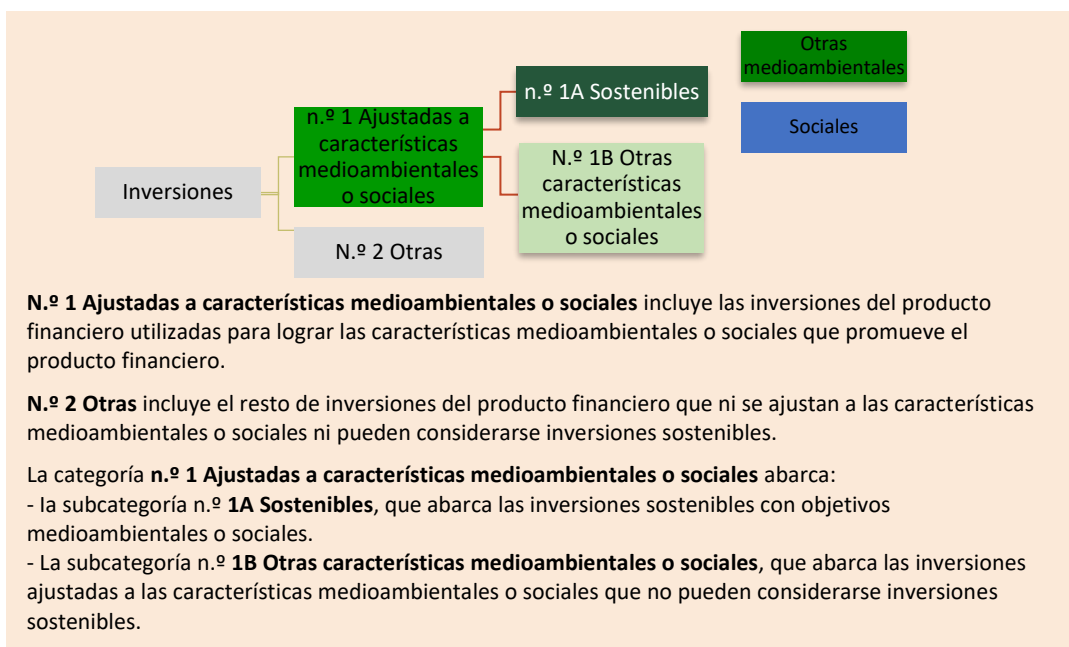 Inversiones
n.º 1 Ajustadas a
características
medioambientales
o sociales
N.º 2 Otras
n.º 1A Sostenibles
N.º 1B Otras
características
medioambientales
o sociales
Otras
medioambientales
Sociales
N.º 1 Ajustadas a características medioambientales o sociales incluye las inversiones del producto
financiero utilizadas para lograr las características medioambientales o sociales que promueve el
producto financiero.
N.º 2 Otras incluye el resto de inversiones del producto financiero que ni se ajustan a las características
medioambientales o sociales ni pueden considerarse inversiones sostenibles.
La categoría n.º 1 Ajustadas a características medioambientales o sociales abarca:
- la subcategoría n.º 1A Sostenibles, que abarca las inversiones sostenibles con objetivos
medioambientales o sociales.
- La subcategoría n.º 1B Otras características medioambientales o sociales, que abarca las inversiones
ajustadas a las características medioambientales o sociales que no pueden considerarse inversiones
sostenibles.